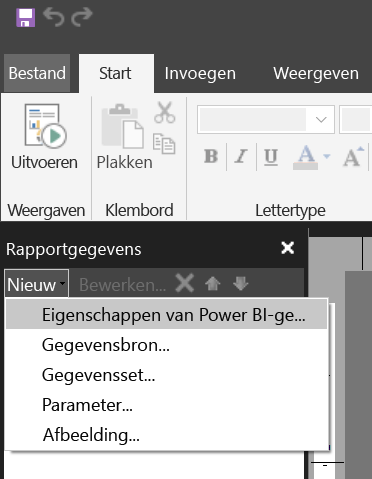 Bestand Start Invoegen Weergeven
Uitvoeren Plakken B I U A A
Weergaven Klembord Lettertype
Rapportgegevens
Nieuw Bewerken...
Eigenschappen van Power BI-ge...
Gegevensbron...
Gegevensset...
Parameter...
Afbeelding...